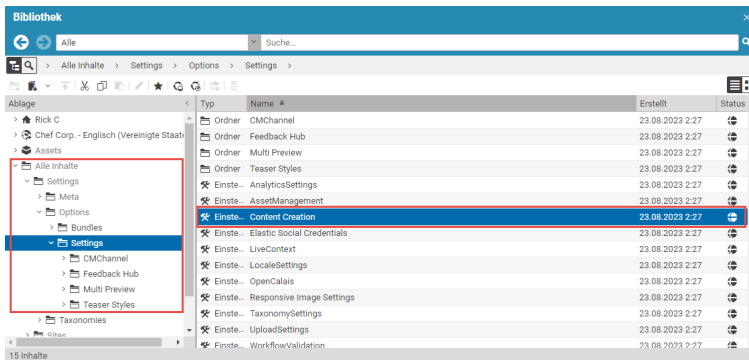 Bibliothek
Alle Suche...
> Alle Inhalte > Settings > Options > Settings >
Ablage Typ Name Erstellt Status
Rick C Ordner CMChannel 23.08.2023 2:27
Chef Corp. - Englisch (Vereinigte Staat Ordner Feedback Hub 23.08.2023 2:27
Assets Ordner Multi Preview 23.08.2023 2:27
Alle Inhalte Ordner Teaser Styles 23.08.2023 2:27
Settings Einste... AnalyticsSettings 23.08.2023 2:27
Meta Einste... AssetManagement 23.08.2023 2:27
Options Einste... Content Creation 23.08.2023 2:27
Bundles Einste... Elastic Social Credentials 23.08.2023 2:27
Settings Einste... LiveContext 23.08.2023 2:27
CMChannel Einste... LocaleSettings 23.08.2023 2:27
Feedback Hub Einste... OpenCalais 23.08.2023 2:27
Multi Preview Einste... Responsive Image Settings 23.08.2023 2:27
Teaser Styles Einste... TaxonomySettings 23.08.2023 2:27
Taxonomies Einste... UploadSettings 23.08.2023 2:27
Sites Einste... WorkflowValidation 23.08.2023 2:27
15 Inhalte